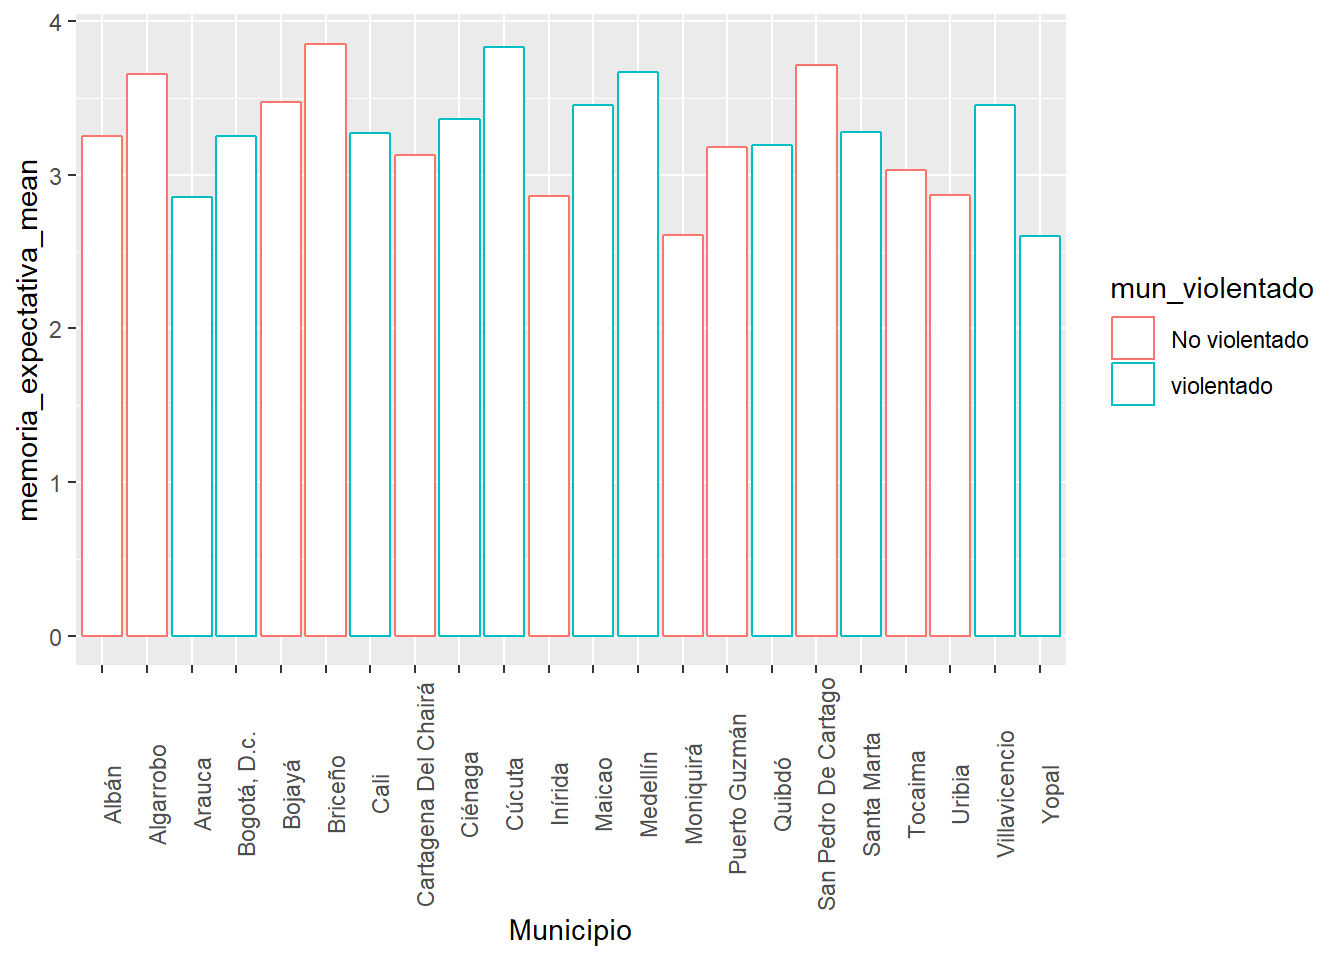 memoria_expectativa_mean
4
3
2
1
0
Albán
Algarrobo
Arauca
Bogotá, D.c.
Bojayá
Briceño
Cali
Cartagena Del Chairá
Ciénaga
Cúcuta
Inírida
Maicao
Medellín
Moniquirá
Puerto Guzmán
Quibdó
San Pedro De Cartago
Santa Marta
Tocaima
Uribia
Villavicencio
Yopal
Municipio
mun_violentado
No violentado
violentado